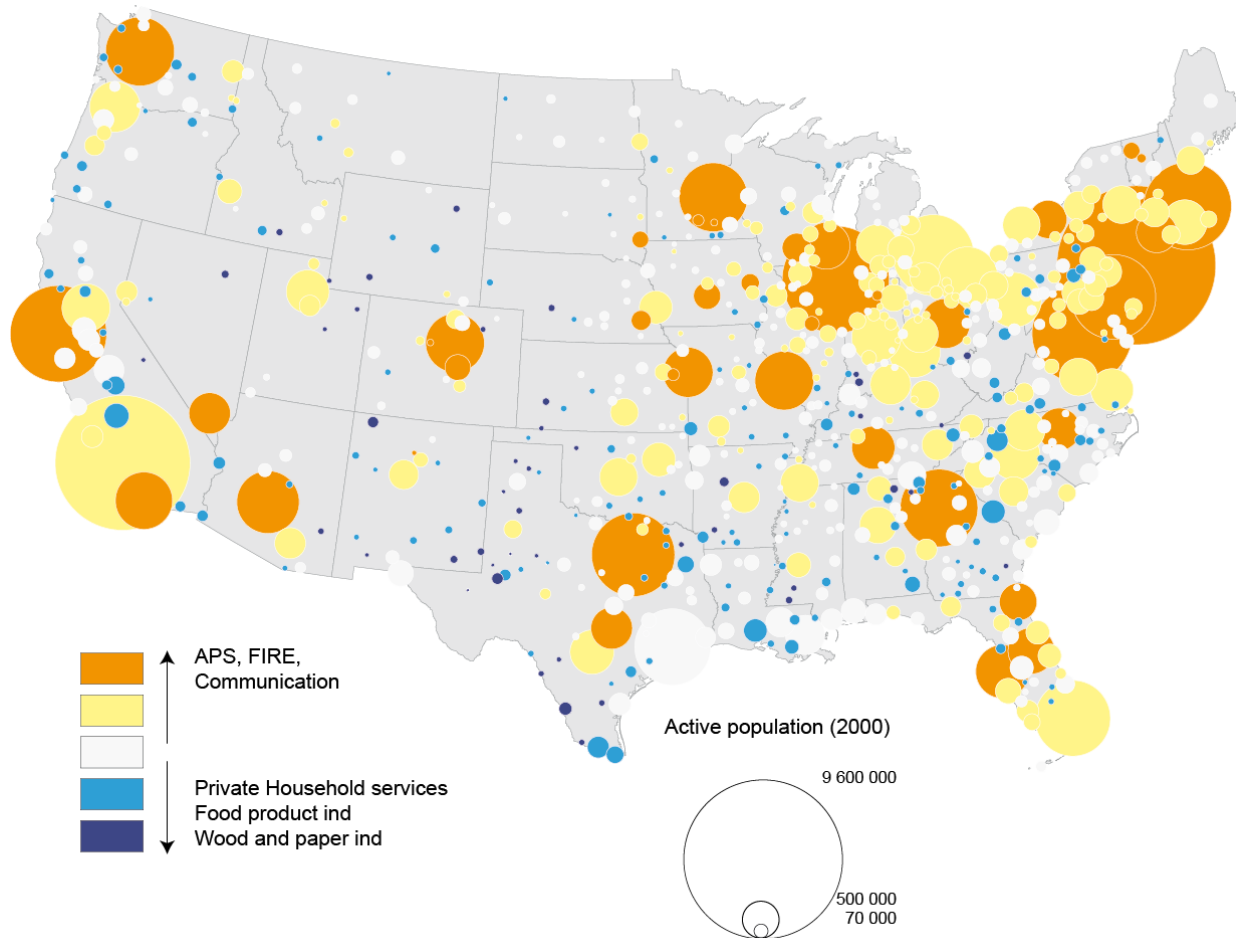 APS, FIRE,
Communication
Private Household services
Food product ind
Wood and paper ind
Active population (2000)
9 600 000
500 000
70 000